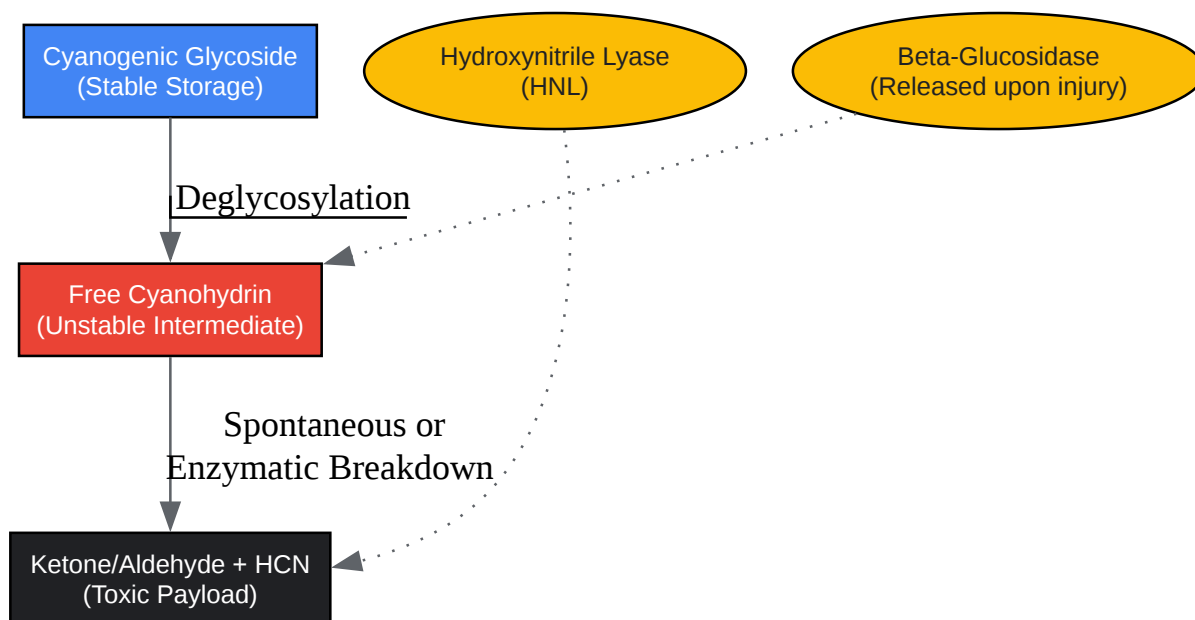 Cyanogenic Glycoside
(Stable Storage)
Hydroxynitrile Lyase
(HNL)
Beta-Glucosidase
(Released upon injury)
Deglycosylation
Free Cyanohydrin
(Unstable Intermediate)
Spontaneous or
Enzymatic Breakdown
Ketone/Aldehyde + HCN
(Toxic Payload)